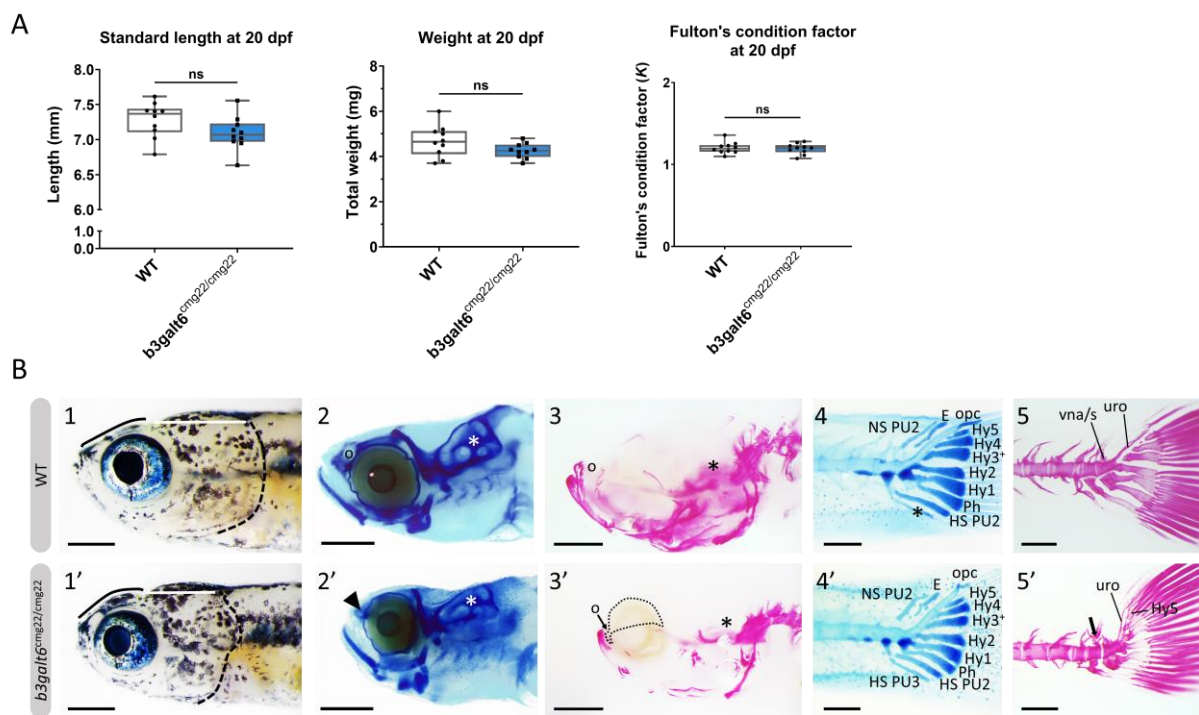 A
Standard length at 20 dpf
ns
8.0
7.5
7.0
6.5
6.0
1.0
0.0
Length (mm)
WT
b3galt6cmg22/cmg22
Weight at 20 dpf
ns
8
6
4
2
0
Total weight (mg)
WT
b3galt6cmg22/cmg22
Fulton's condition factor
at 20 dpf
ns
2
1
0
Fulton's condition factor (K)
WT
b3galt6cmg22/cmg22
B
WT
1
2
o
*
3
o
*
4
NS PU2
E
opc
Hy5
Hy4
Hy3+
Hy2
Hy1
Ph
HS PU2
*
5
vna/s
uro
b3galt6cmg22/cmg22
1'
2'
*
3'
o
*
4'
NS PU2
E
opc
Hy5
Hy4
Hy3+
Hy2
Hy1
Ph
HS PU2
HS PU3
5'
uro
Hy5